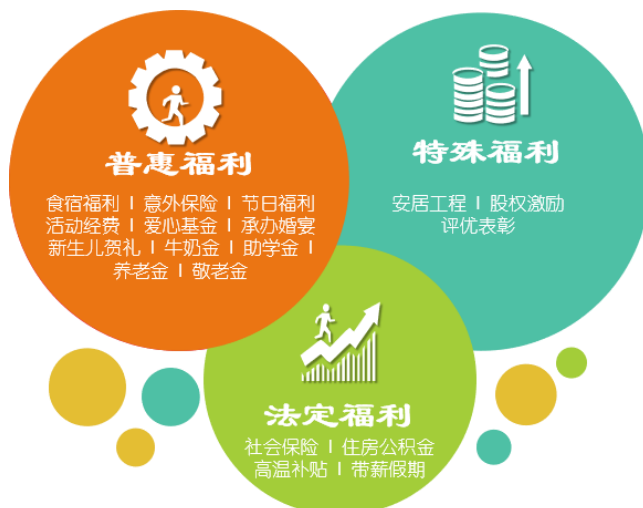 普惠福利
食宿福利 I 意外保险 I 节日福利
活动经费 I 爱心基金 I 承办婚宴
新生儿贺礼 I 牛奶金 I 助学金 I
养老金 I 敬老金
特殊福利
安居工程 I 股权激励
评优表彰
法定福利
社会保险 I 住房公积金
高温补贴 I 带薪假期